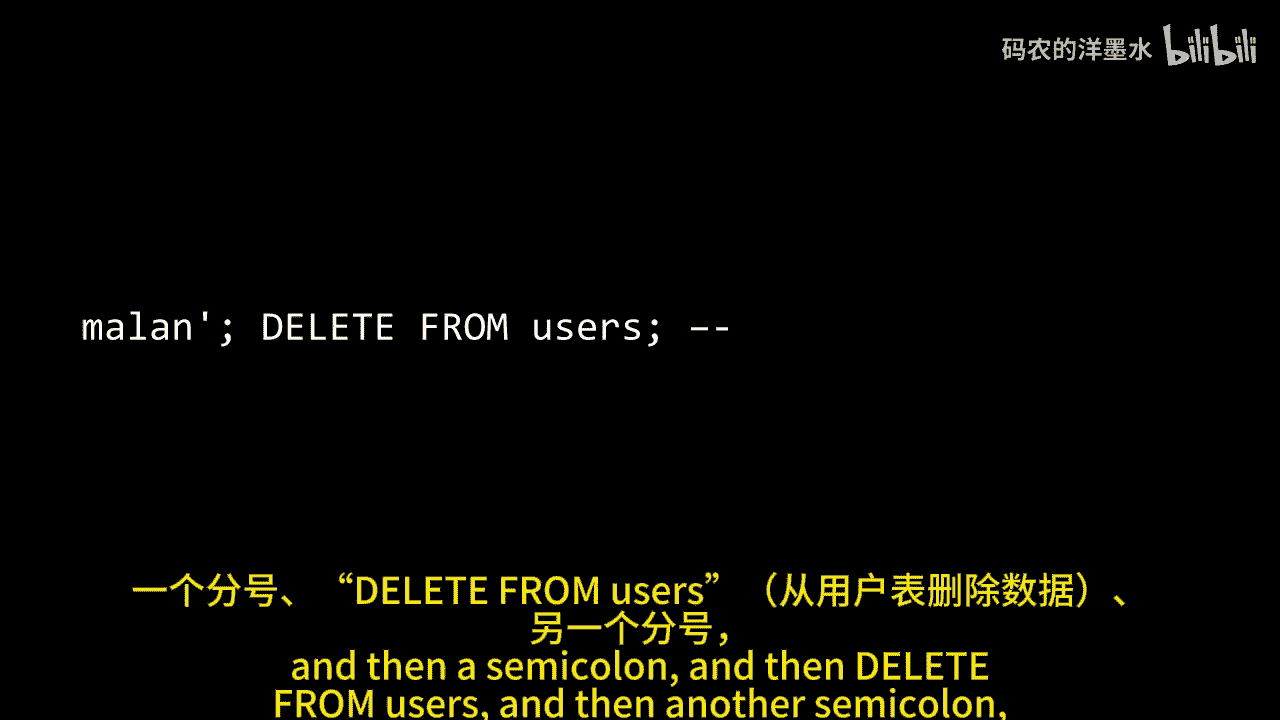 码农的洋墨水 bilibili
malan'; DELETE FROM users; --
一个分号、“DELETE FROM users”（从用户表删除数据）、
另一个分号，
and then a semicolon, and then DELETE
FROM users, and then another semicolon,